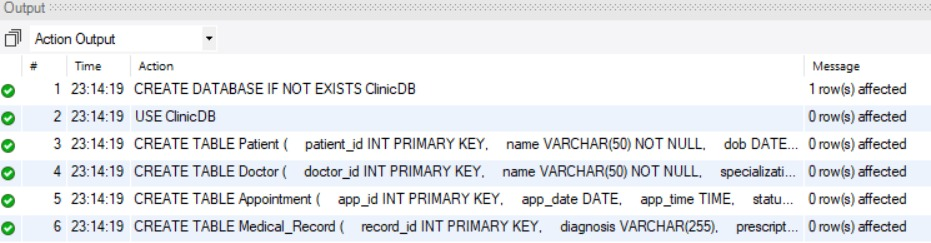 Output
Action Output
# Time Action Message
1 23:14:19 CREATE DATABASE IF NOT EXISTS ClinicDB 1 row(s) affected
2 23:14:19 USE ClinicDB 0 row(s) affected
3 23:14:19 CREATE TABLE Patient ( patient_id INT PRIMARY KEY, name VARCHAR(50) NOT NULL, dob DATE... 0 row(s) affected
4 23:14:19 CREATE TABLE Doctor ( doctor_id INT PRIMARY KEY, name VARCHAR(50) NOT NULL, specializati... 0 row(s) affected
5 23:14:19 CREATE TABLE Appointment ( app_id INT PRIMARY KEY, app_date DATE, app_time TIME, statu... 0 row(s) affected
6 23:14:19 CREATE TABLE Medical_Record ( record_id INT PRIMARY KEY, diagnosis VARCHAR(255), prescript... 0 row(s) affected